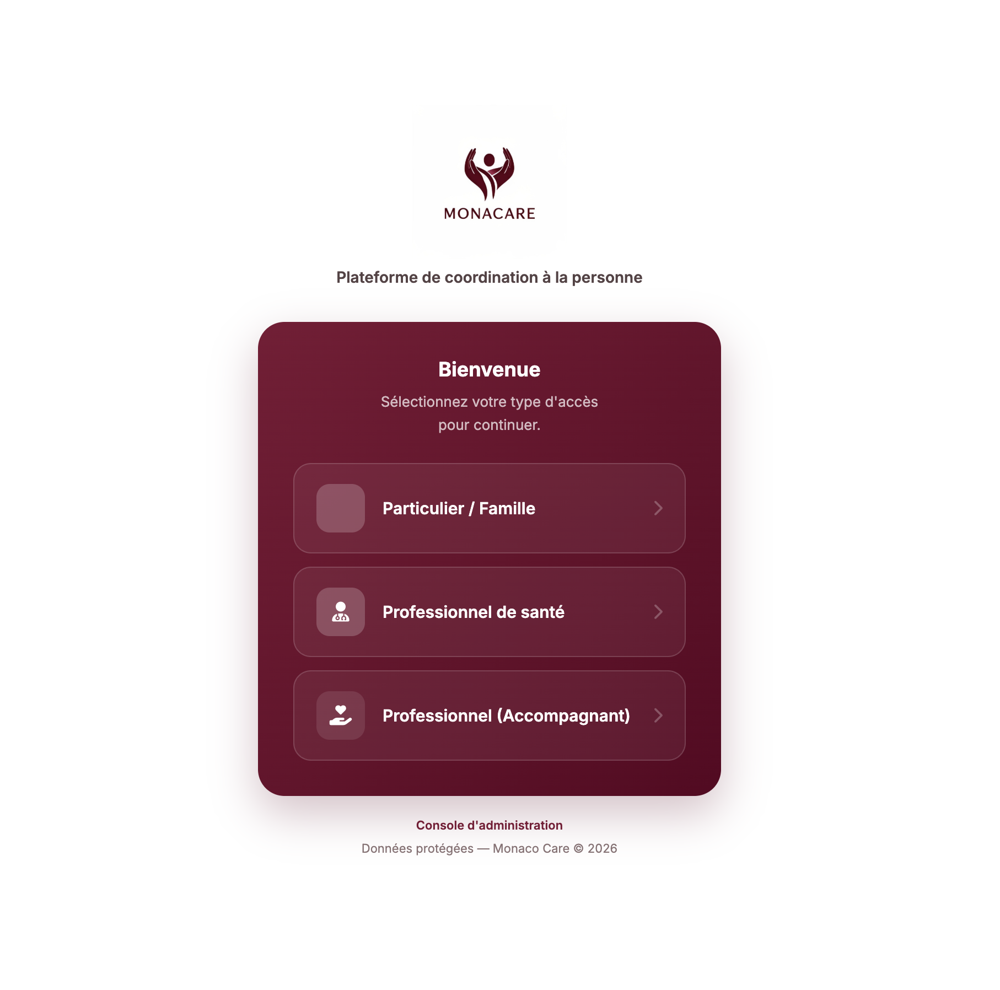 MONACARE
Plateforme de coordination à la personne
Bienvenue
Sélectionnez votre type d'accès
pour continuer.
Particulier / Famille
Professionnel de santé
Professionnel (Accompagnant)
Console d'administration
Données protégées — Monaco Care © 2026